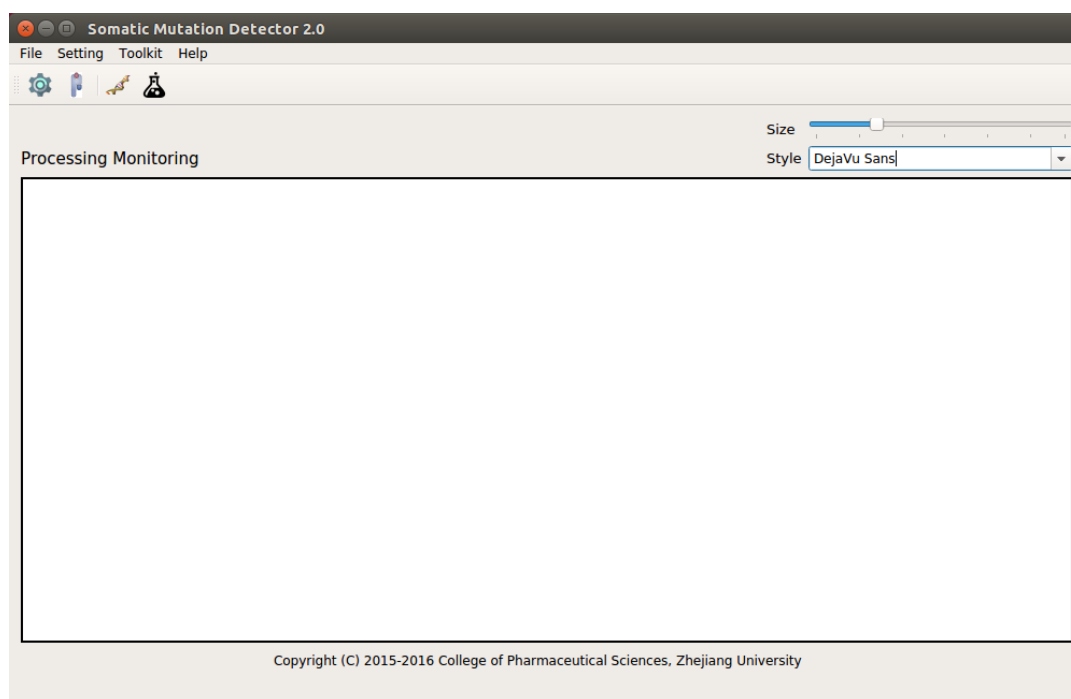 Somatic Mutation Detector 2.0
File Setting Toolkit Help
Size
Processing Monitoring
Style DejaVu Sans
Copyright (C) 2015-2016 College of Pharmaceutical Sciences, Zhejiang University